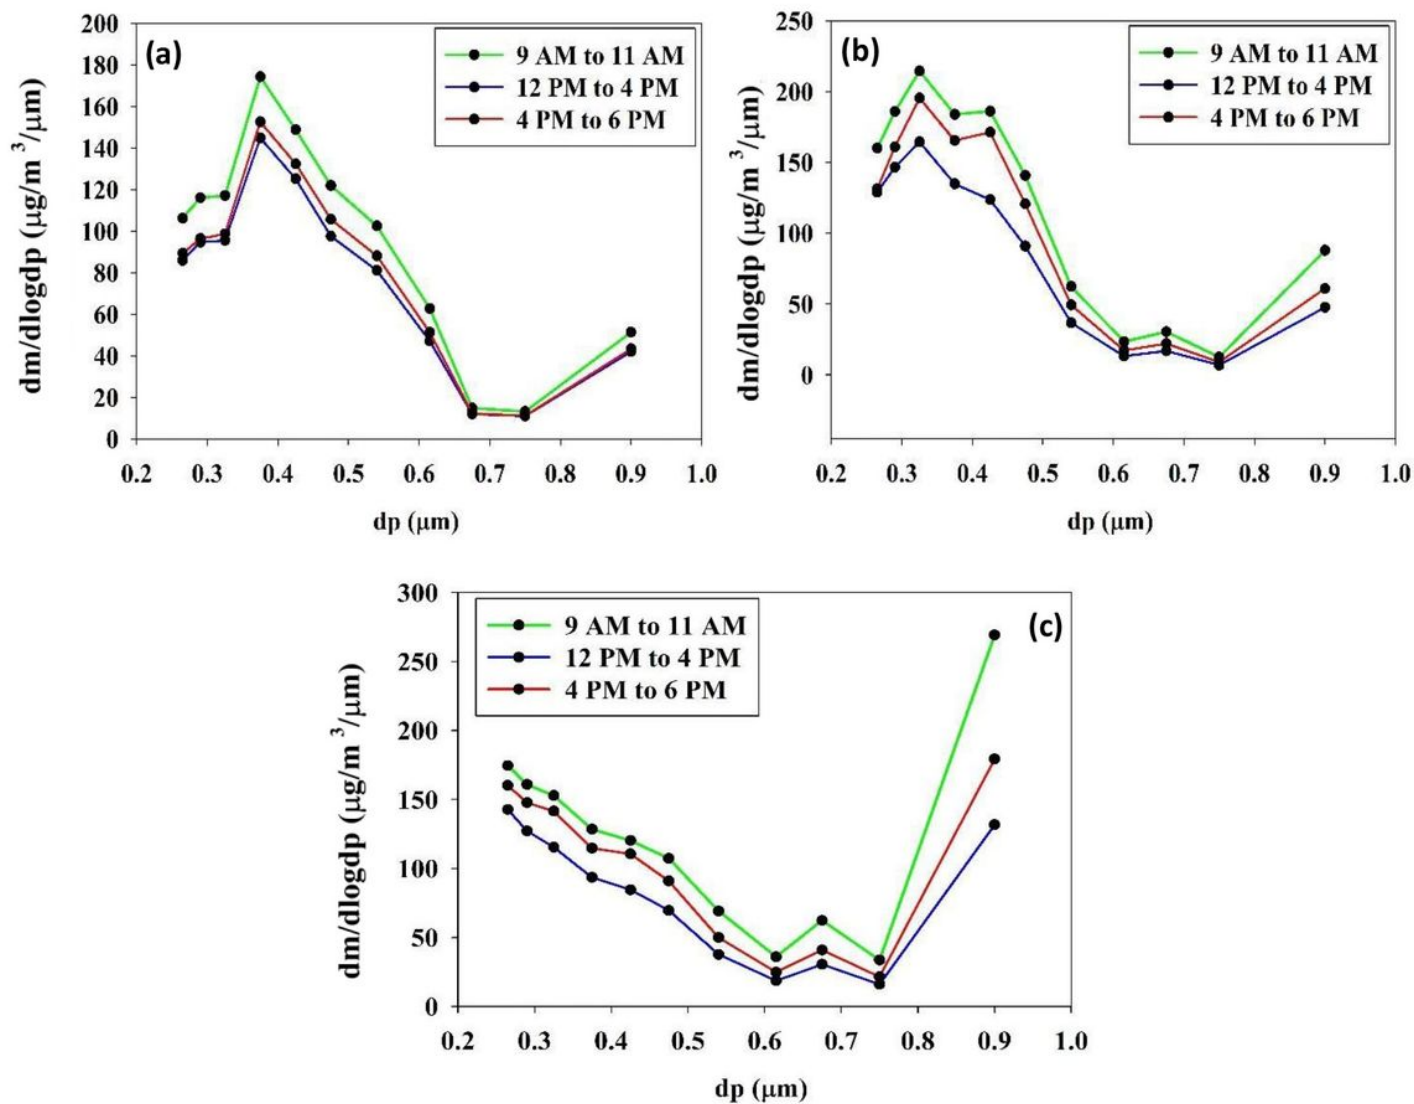 (a)
9 AM to 11 AM
12 PM to 4 PM
4 PM to 6 PM
dm/dlogdp (μg/m³/μm)
200
180
160
140
120
100
80
60
40
20
0
0.2 0.3 0.4 0.5 0.6 0.7 0.8 0.9 1.0
dp (μm)
(b)
9 AM to 11 AM
12 PM to 4 PM
4 PM to 6 PM
dm/dlogdp (μg/m³/μm)
250
200
150
100
50
0
0.2 0.3 0.4 0.5 0.6 0.7 0.8 0.9 1.0
dp (μm)
(c)
9 AM to 11 AM
12 PM to 4 PM
4 PM to 6 PM
dm/dlogdp (μg/m³/μm)
300
250
200
150
100
50
0
0.2 0.3 0.4 0.5 0.6 0.7 0.8 0.9 1.0
dp (μm)